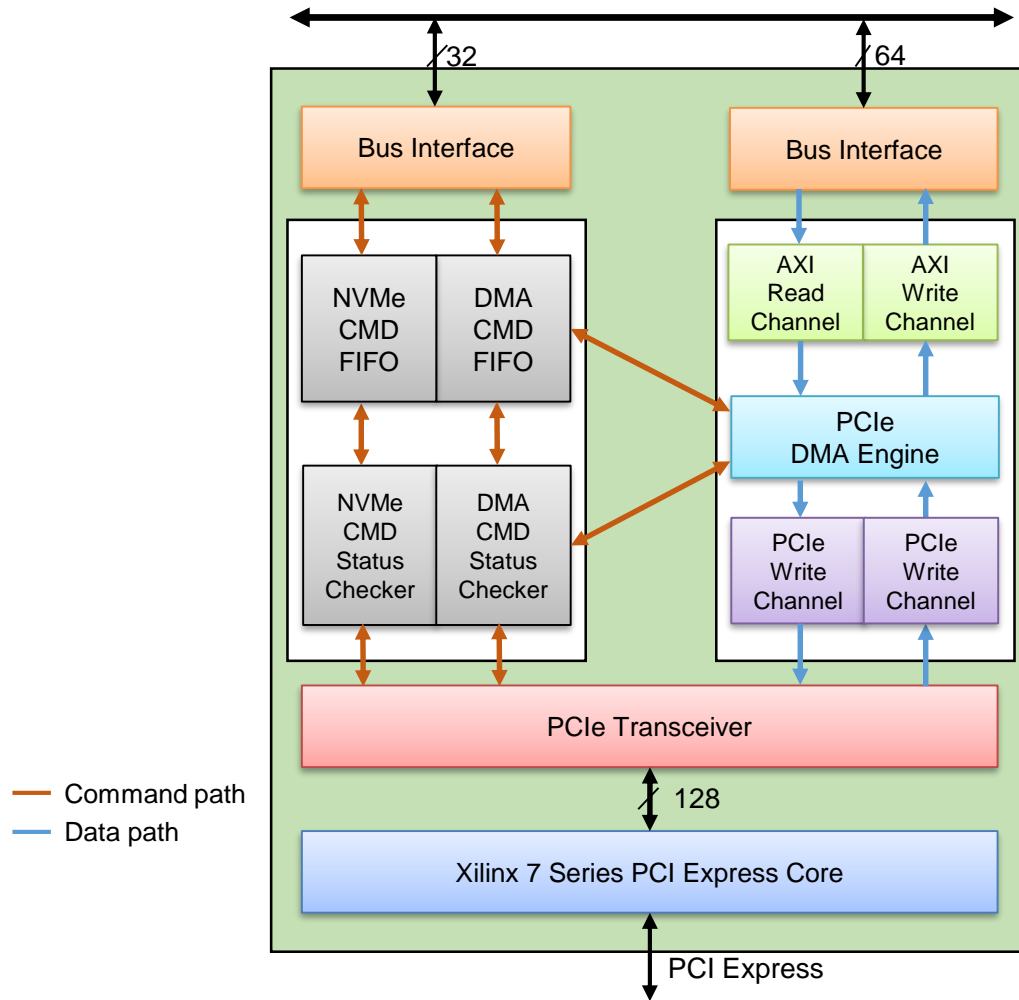 32
64
Bus Interface
Bus Interface
NVMe
CMD
FIFO
DMA
CMD
FIFO
AXI
Read
Channel
AXI
Write
Channel
PCIe
DMA Engine
NVMe
CMD
Status
Checker
DMA
CMD
Status
Checker
PCIe
Write
Channel
PCIe
Write
Channel
PCIe Transceiver
Command path
Data path
128
Xilinx 7 Series PCI Express Core
PCI Express